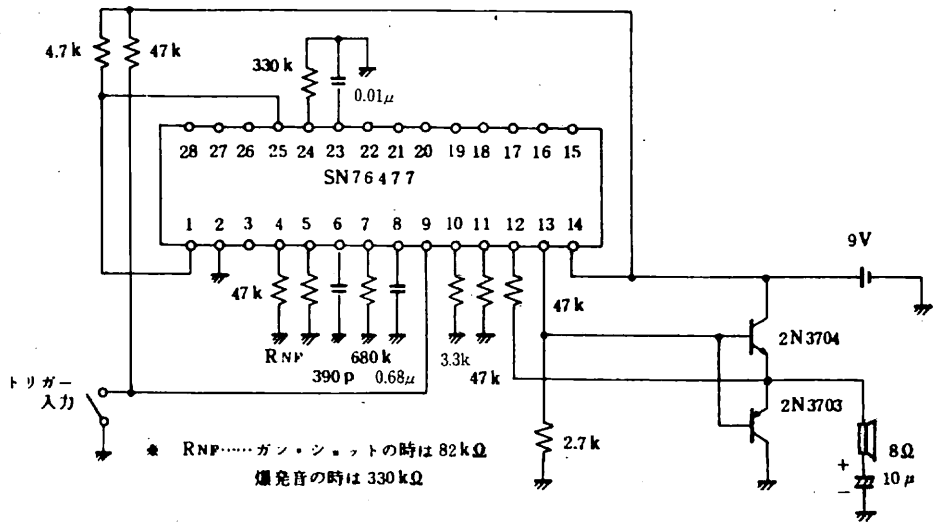 4.7 k
47 k
330 k
0.01μ
28 27 26 25 24 23 22 21 20 19 18 17 16 15
SN76477
1 2 3 4 5 6 7 8 9 10 11 12 13 14
9V
47 k
RNF
390 p
680 k
0.68μ
3.3k
47 k
47 k
2N3704
2N3703
トリガー
入力
2.7 k
8Ω
+
10 μ
−
※ RNF……ガン・ショットの時は 82 kΩ
爆発音の時は 330 kΩ